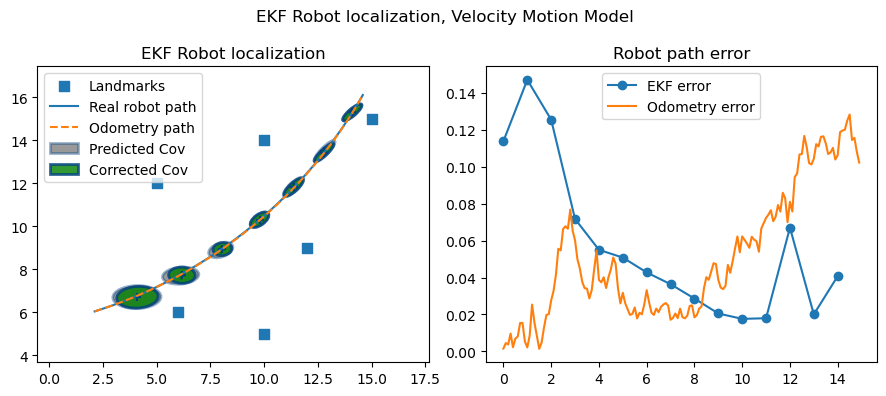 EKF Robot localization, Velocity Motion Model
EKF Robot localization
Landmarks
Real robot path
Odometry path
Predicted Cov
Corrected Cov
16
14
12
10
8
6
4
0.0 2.5 5.0 7.5 10.0 12.5 15.0 17.5
Robot path error
EKF error
Odometry error
0.14
0.12
0.10
0.08
0.06
0.04
0.02
0.00
0 2 4 6 8 10 12 14